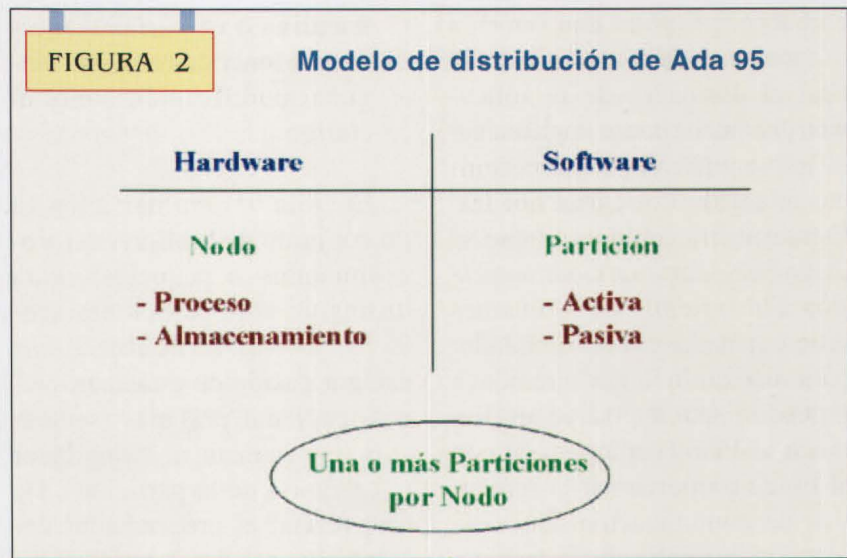 FIGURA 2
Modelo de distribución de Ada 95
Hardware
Software
Nodo
Partición
- Proceso
- Activa
- Almacenamiento
- Pasiva
Una o más Particiones
por Nodo